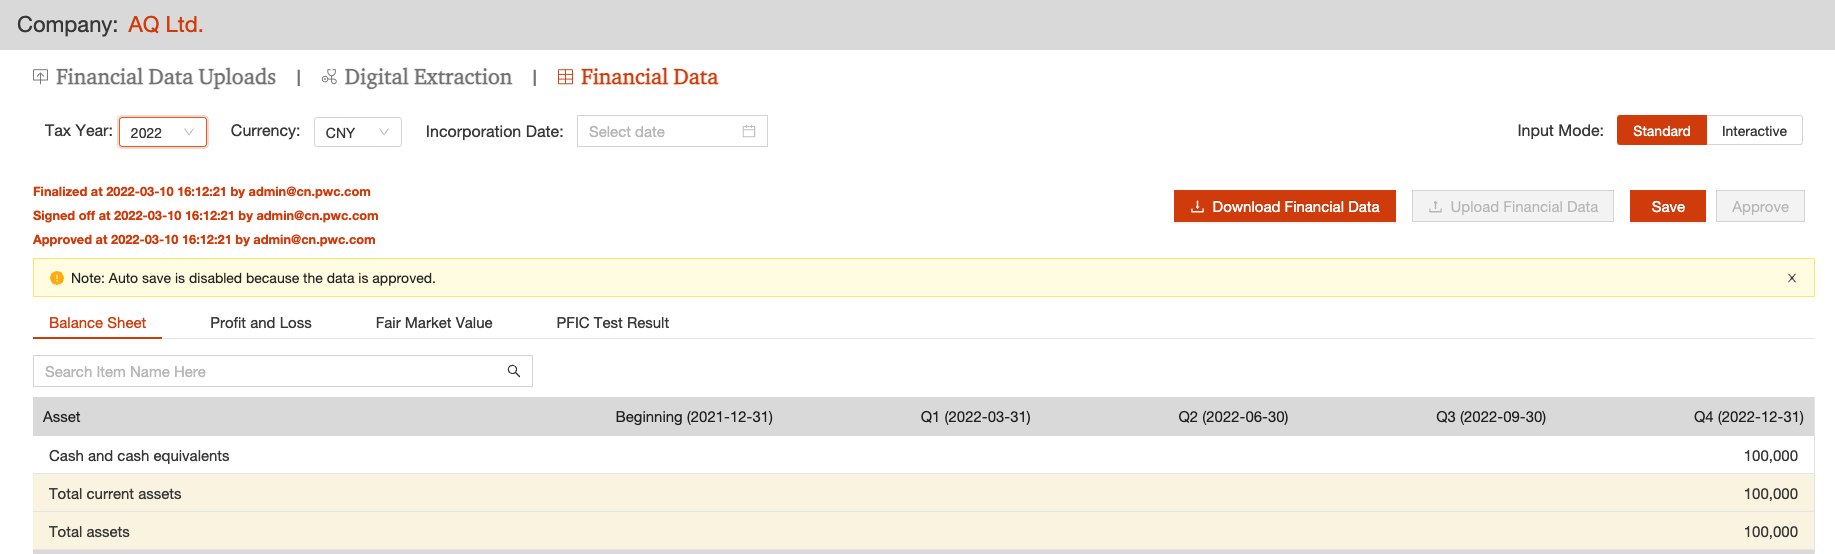 Company: AQ Ltd.
Financial Data Uploads | Digital Extraction | Financial Data
Tax Year: 2022 Currency: CNY Incorporation Date: Select date Input Mode: Standard Interactive
Finalized at 2022-03-10 16:12:21 by admin@cn.pwc.com
Signed off at 2022-03-10 16:12:21 by admin@cn.pwc.com
Approved at 2022-03-10 16:12:21 by admin@cn.pwc.com
Download Financial Data Upload Financial Data Save Approve
Note: Auto save is disabled because the data is approved.
Balance Sheet Profit and Loss Fair Market Value PFIC Test Result
Search Item Name Here
Asset Beginning (2021-12-31) Q1 (2022-03-31) Q2 (2022-06-30) Q3 (2022-09-30) Q4 (2022-12-31)
Cash and cash equivalents 100,000
Total current assets 100,000
Total assets 100,000